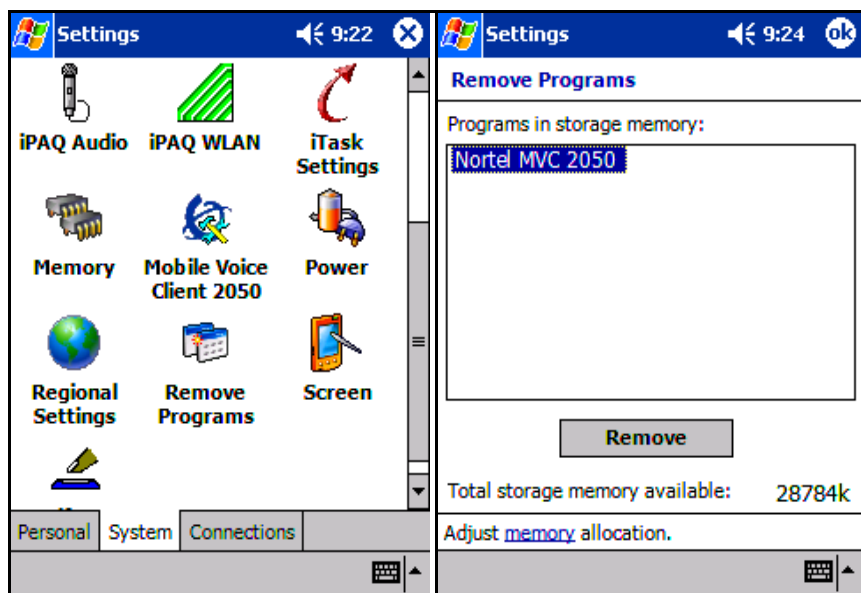 Settings
9:22
iPAQ Audio
iPAQ WLAN
iTask
Settings
Memory
Mobile Voice
Client 2050
Power
Regional
Settings
Remove
Programs
Screen
Personal
System
Connections
Settings
9:24
ok
Remove Programs
Programs in storage memory:
Nortel MVC 2050
Remove
Total storage memory available: 28784k
Adjust memory allocation.